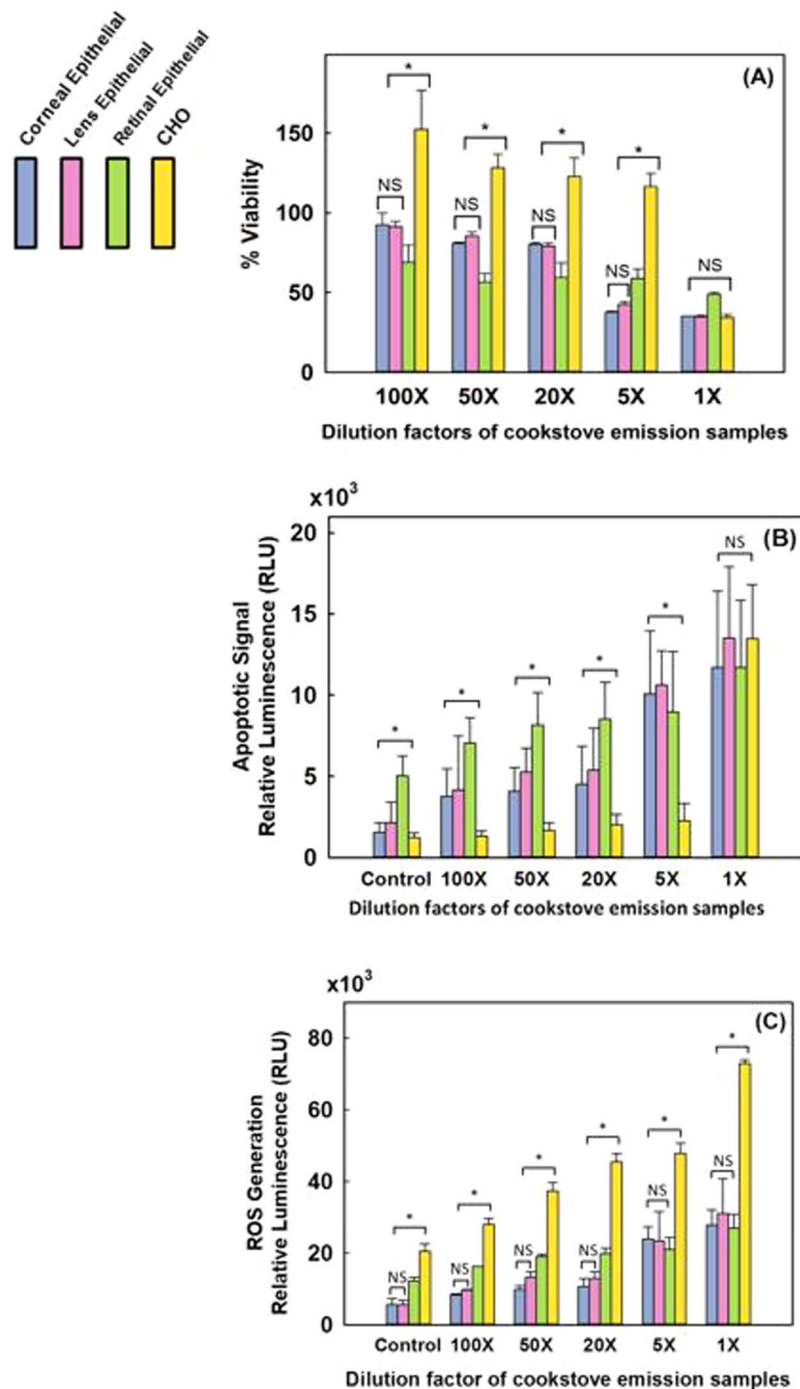 Corneal Epithelial
Lens Epithelial
Retinal Epithelial
CHO
(A)
% Viability
150
100
50
0
*
*
*
*
NS
NS
NS
NS
NS
100X 50X 20X 5X 1X
Dilution factors of cookstove emission samples
x10³
(B)
Apoptotic Signal
Relative Luminescence (RLU)
20
15
10
5
0
*
*
*
*
*
NS
Control 100X 50X 20X 5X 1X
Dilution factors of cookstove emission samples
x10³
(C)
ROS Generation
Relative Luminescence (RLU)
80
60
40
20
0
*
*
*
*
*
*
NS
NS
NS
NS
NS
NS
Control 100X 50X 20X 5X 1X
Dilution factor of cookstove emission samples